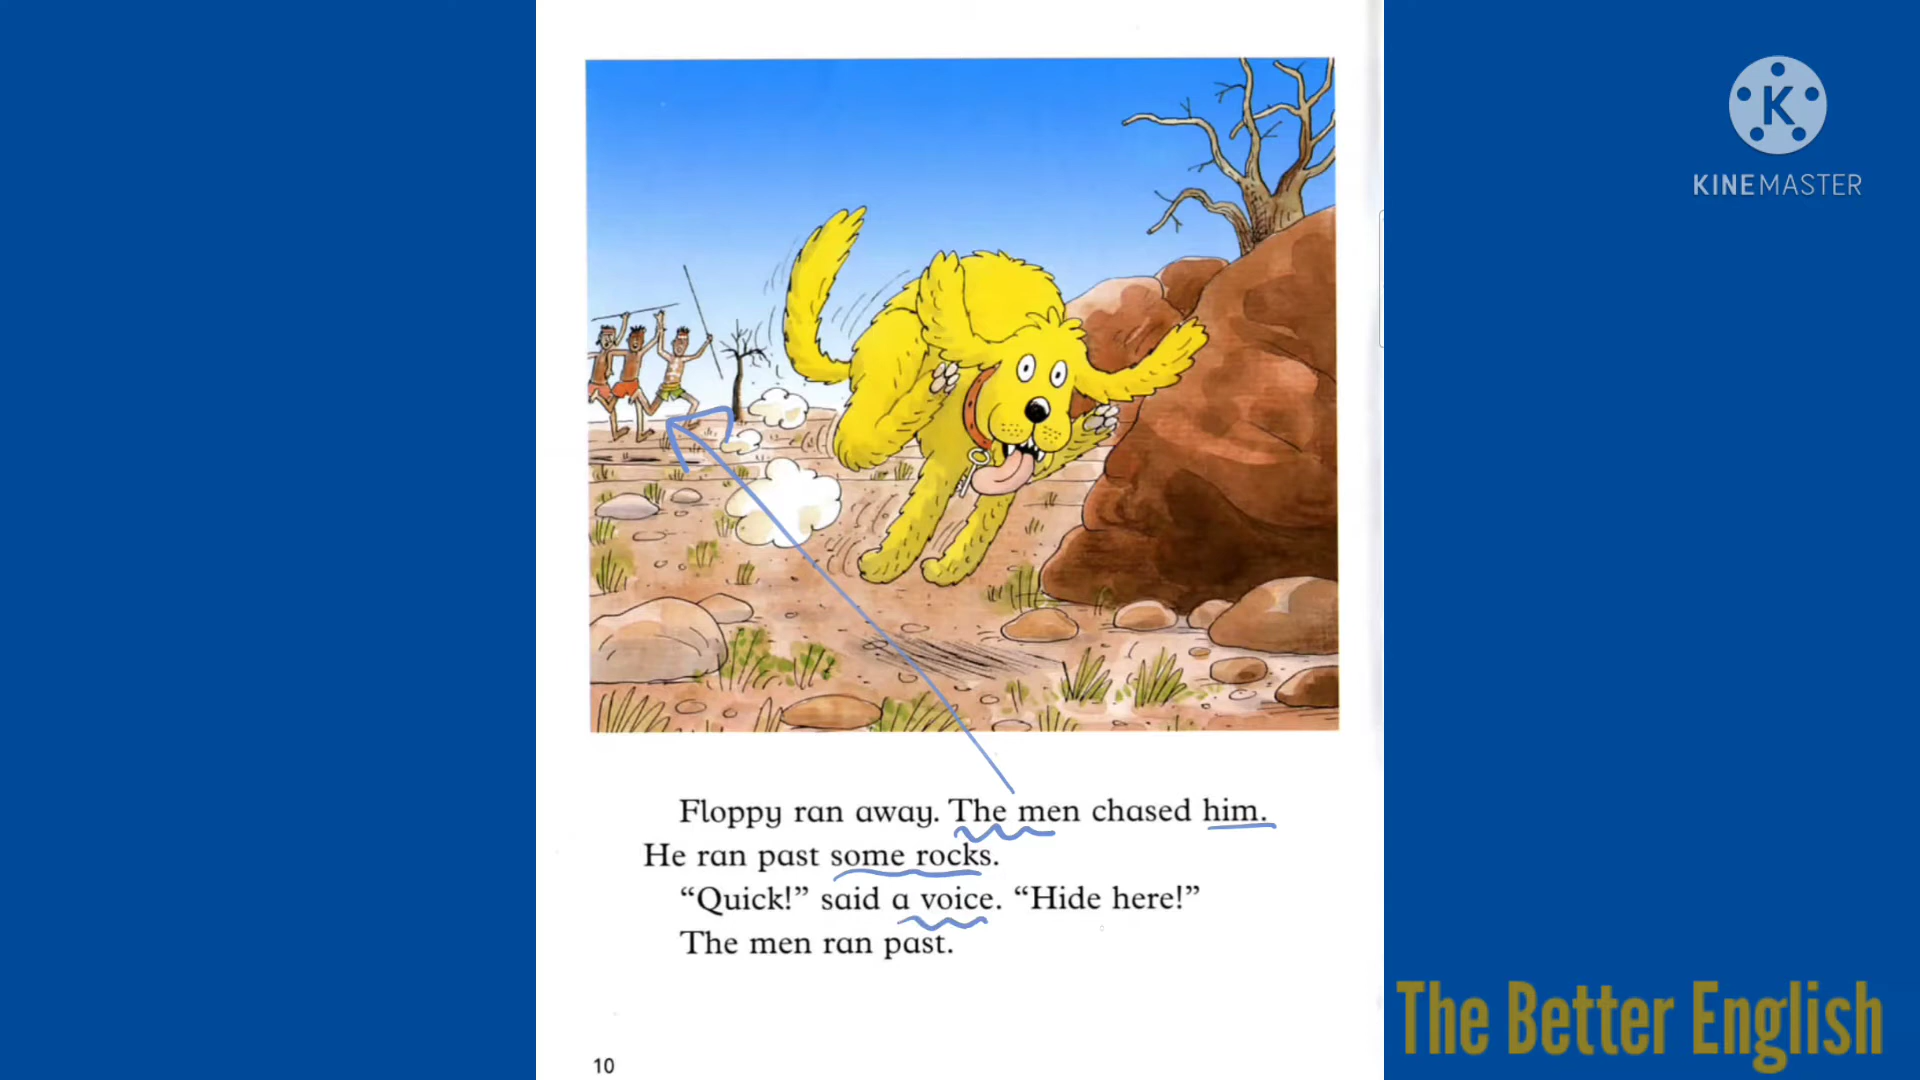 K
KINEMASTER
Floppy ran away. The men chased him.
He ran past some rocks.
“Quick!” said a voice. “Hide here!”
The men ran past.
10
The Better English